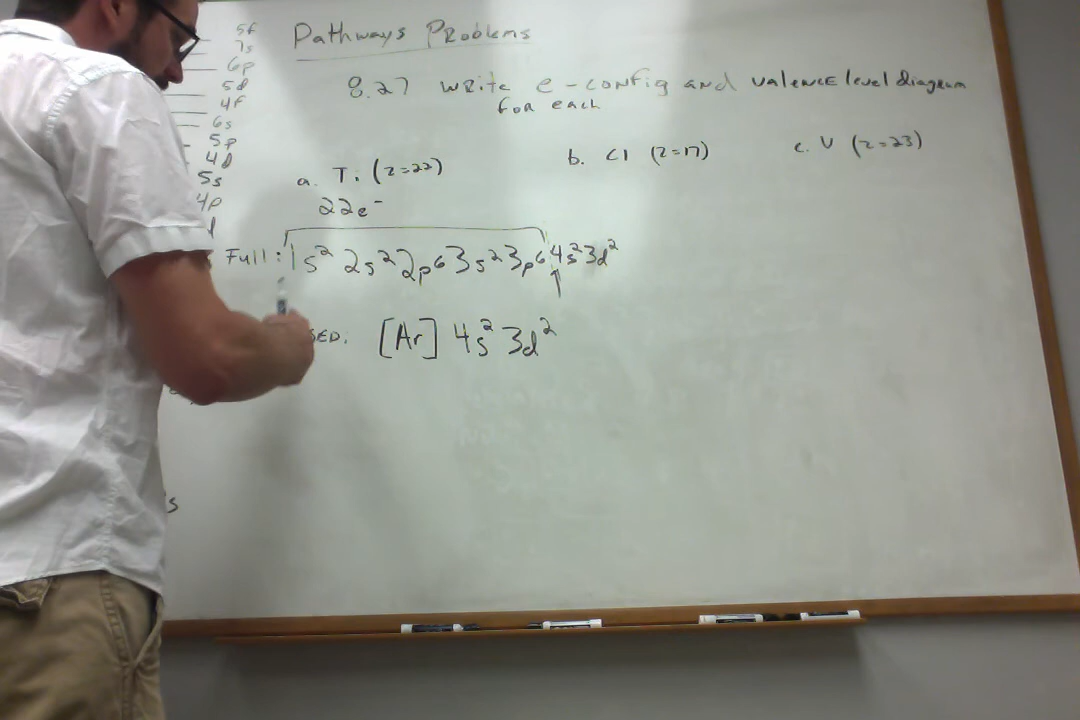 Pathways Problems
8.27 write e- config and valence level diagram
for each
5f
7s
6p
5d
4f
6s
5p
4d
5s
4p
a. Ti (z=22)
b. Cl (z=17)
c. V (z=23)
22e⁻
Full: 1s² 2s² 2p⁶ 3s² 3p⁶ 4s² 3d²
SED: [Ar] 4s² 3d²
s